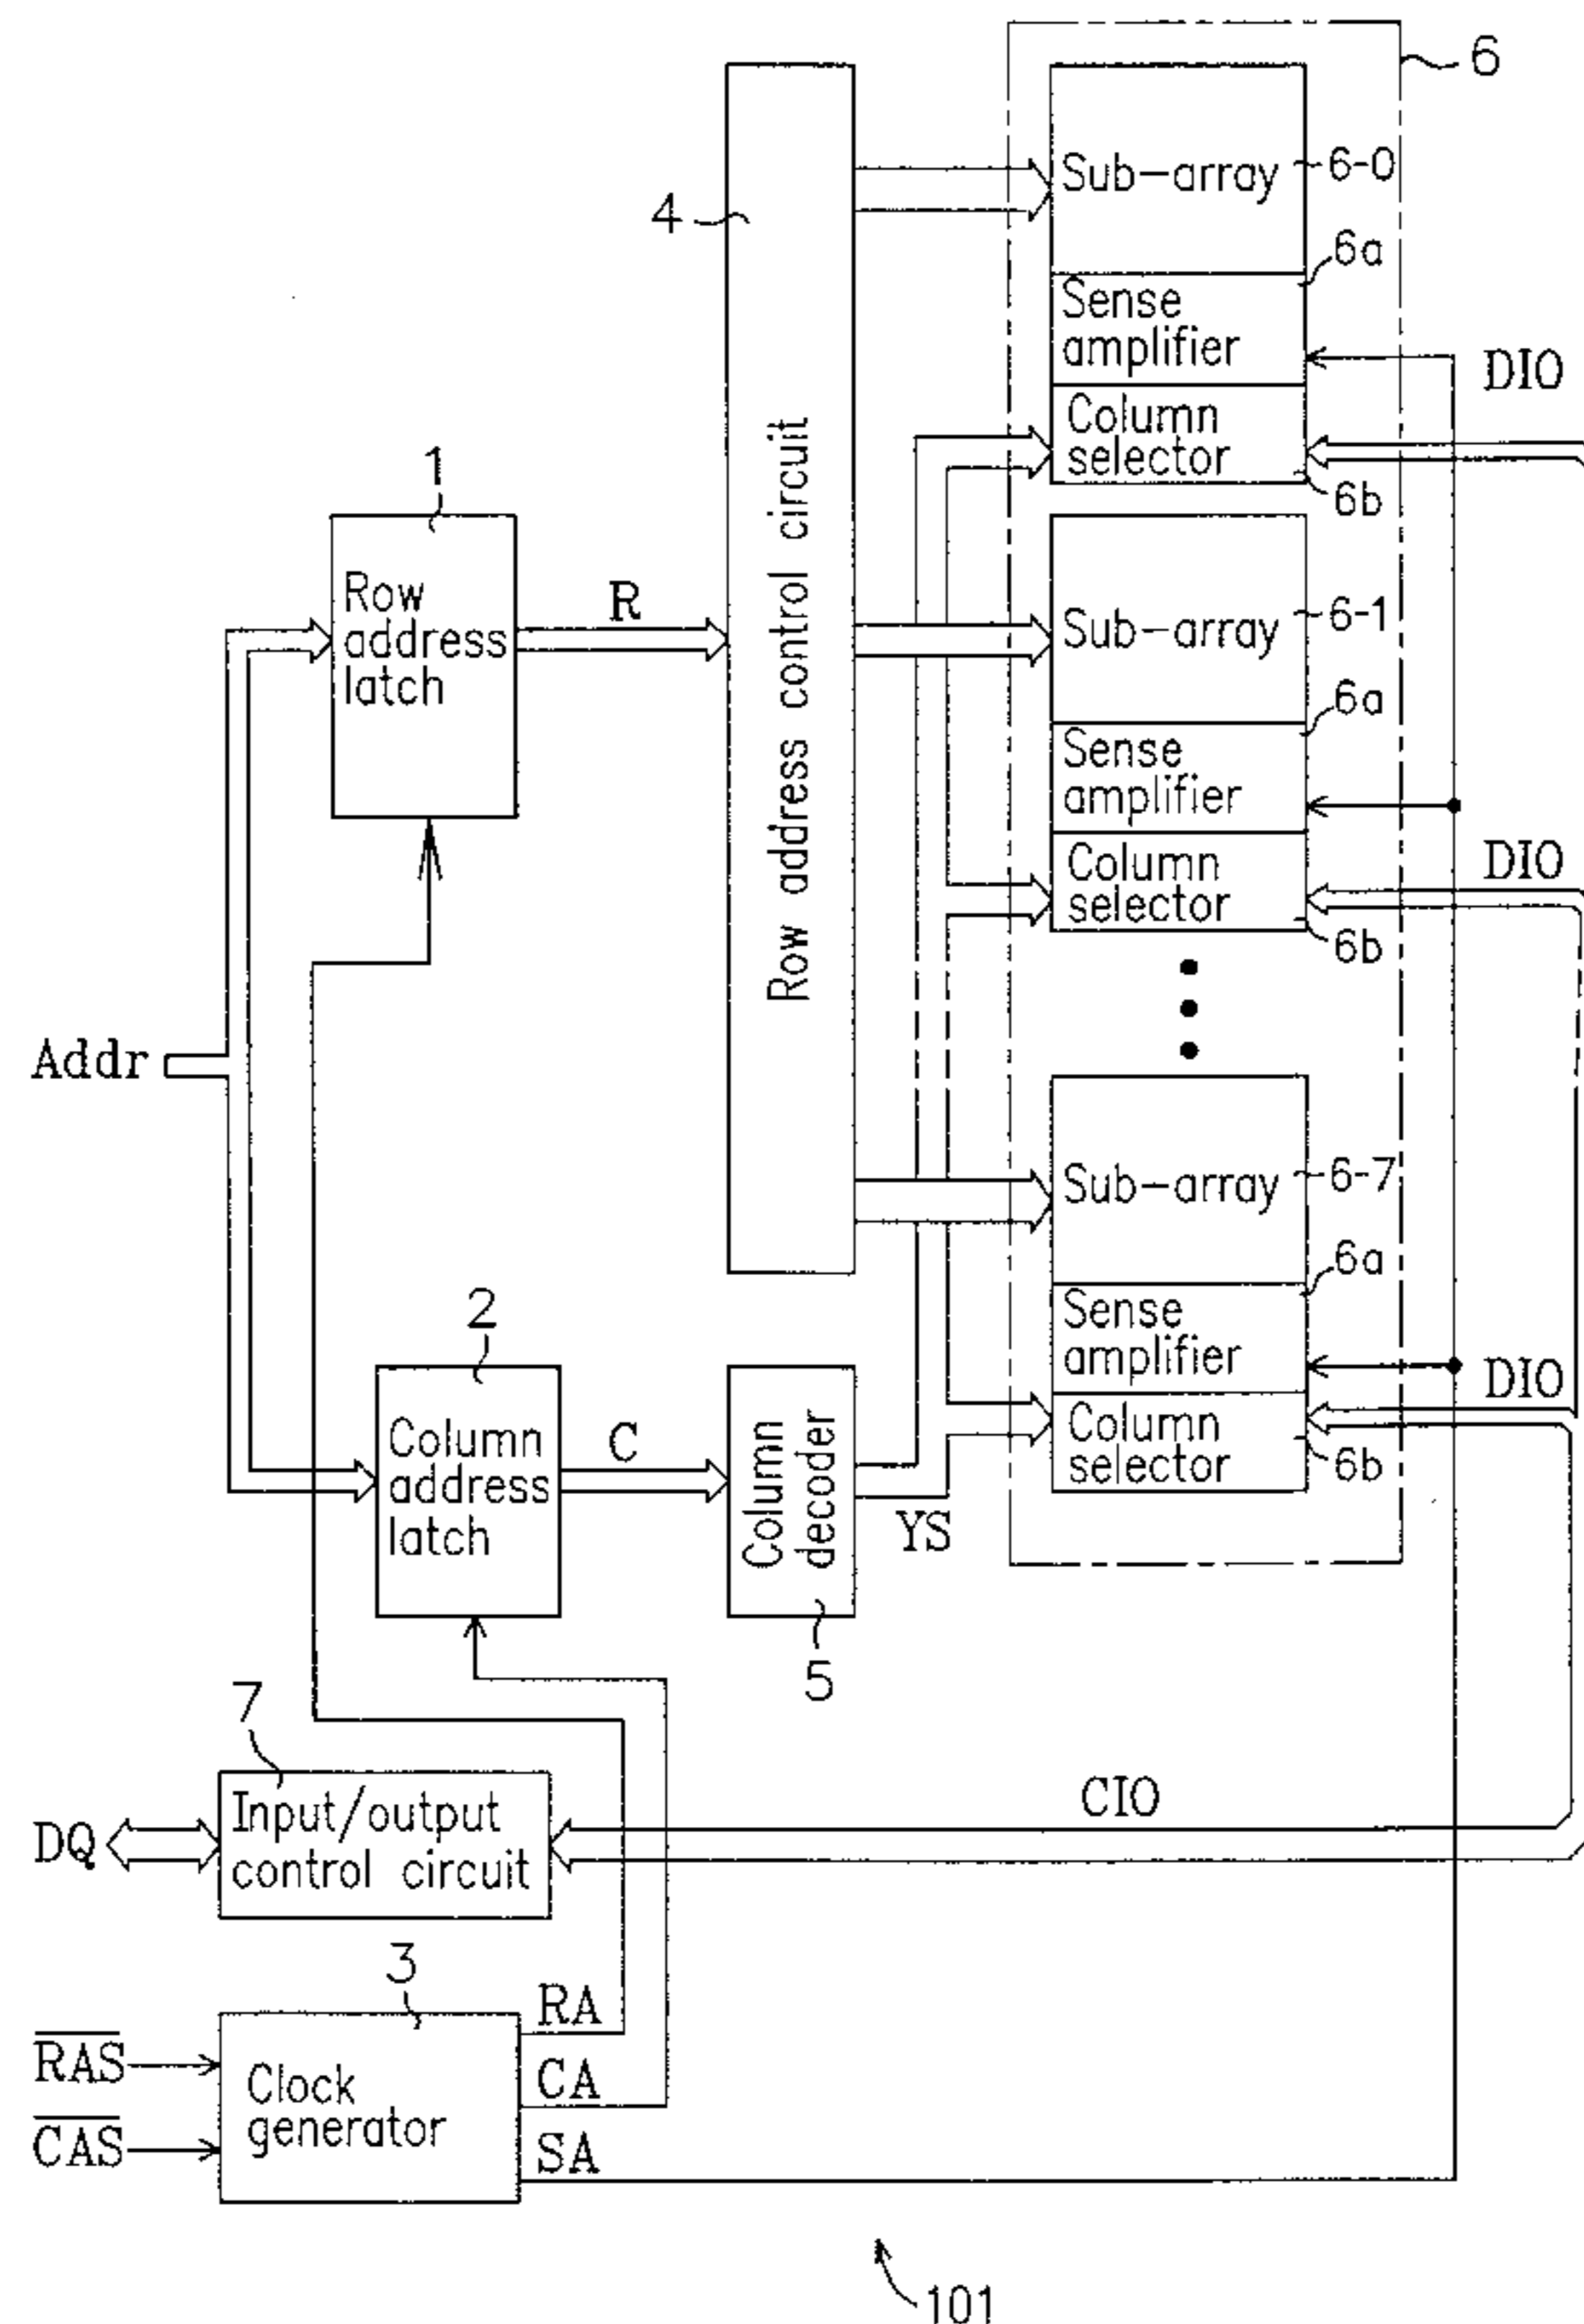 6
Sub-array
6-0
4
6a
Sense
amplifier
DIO
Column
selector
6b
1
Row
address
latch
R
Row address control circuit
Sub-array
6-1
6a
Sense
amplifier
DIO
Column
selector
6b
Addr
Sub-array
6-7
6a
Sense
amplifier
DIO
2
Column
address
latch
C
Column
decoder
YS
Column
selector
6b
5
7
Input/output
control circuit
DQ
CIO
3
RAS
CAS
Clock
generator
RA
CA
SA
101